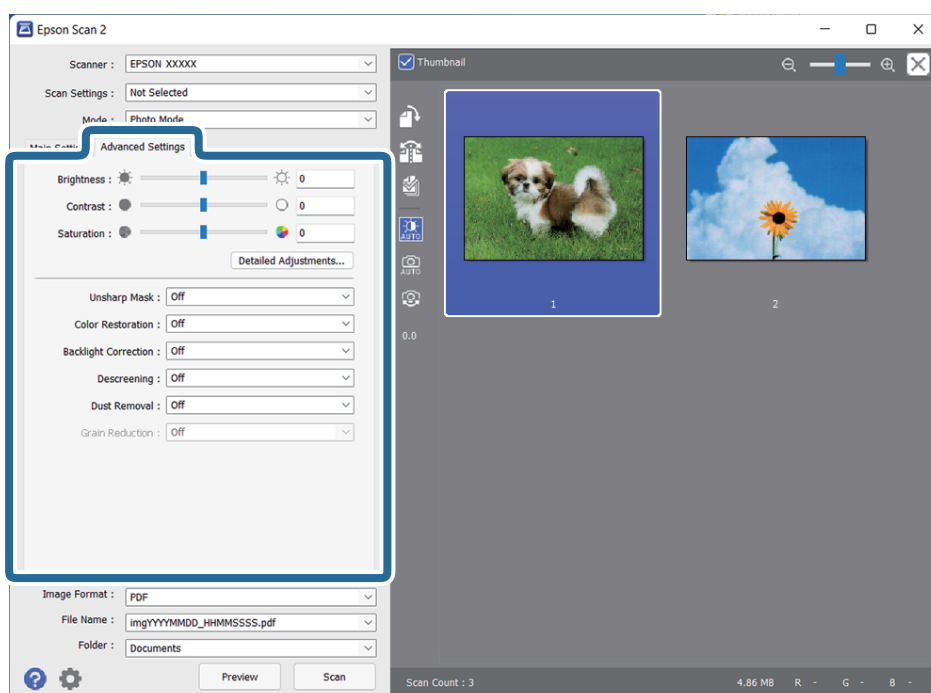 Epson Scan 2
Scanner : EPSON XXXXX
Scan Settings : Not Selected
Mode : Photo Mode
Advanced Settings
Brightness : 0
Contrast : 0
Saturation : 0
Detailed Adjustments...
Unsharp Mask : Off
Color Restoration : Off
Backlight Correction : Off
Descreening : Off
Dust Removal : Off
Grain Reduction : Off
Image Format : PDF
File Name : imgYYYYMMDD_HHMMSSSS.pdf
Folder : Documents
? Preview Scan
Thumbnail
AUTO
AUTO
0.0
1
2
Scan Count : 3
4.86 MB R - G - B -